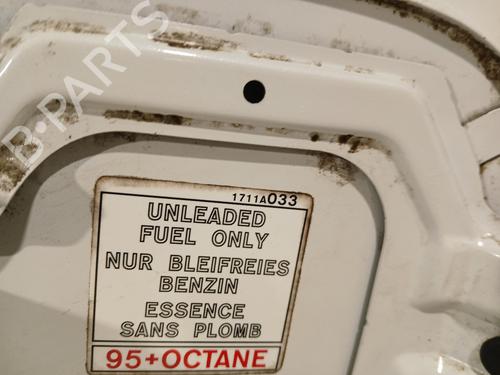 B-PARTS
1711A033
UNLEADED
FUEL ONLY
NUR BLEIFREIES
BENZIN
ESSENCE
SANS PLOMB
95+OCTANE